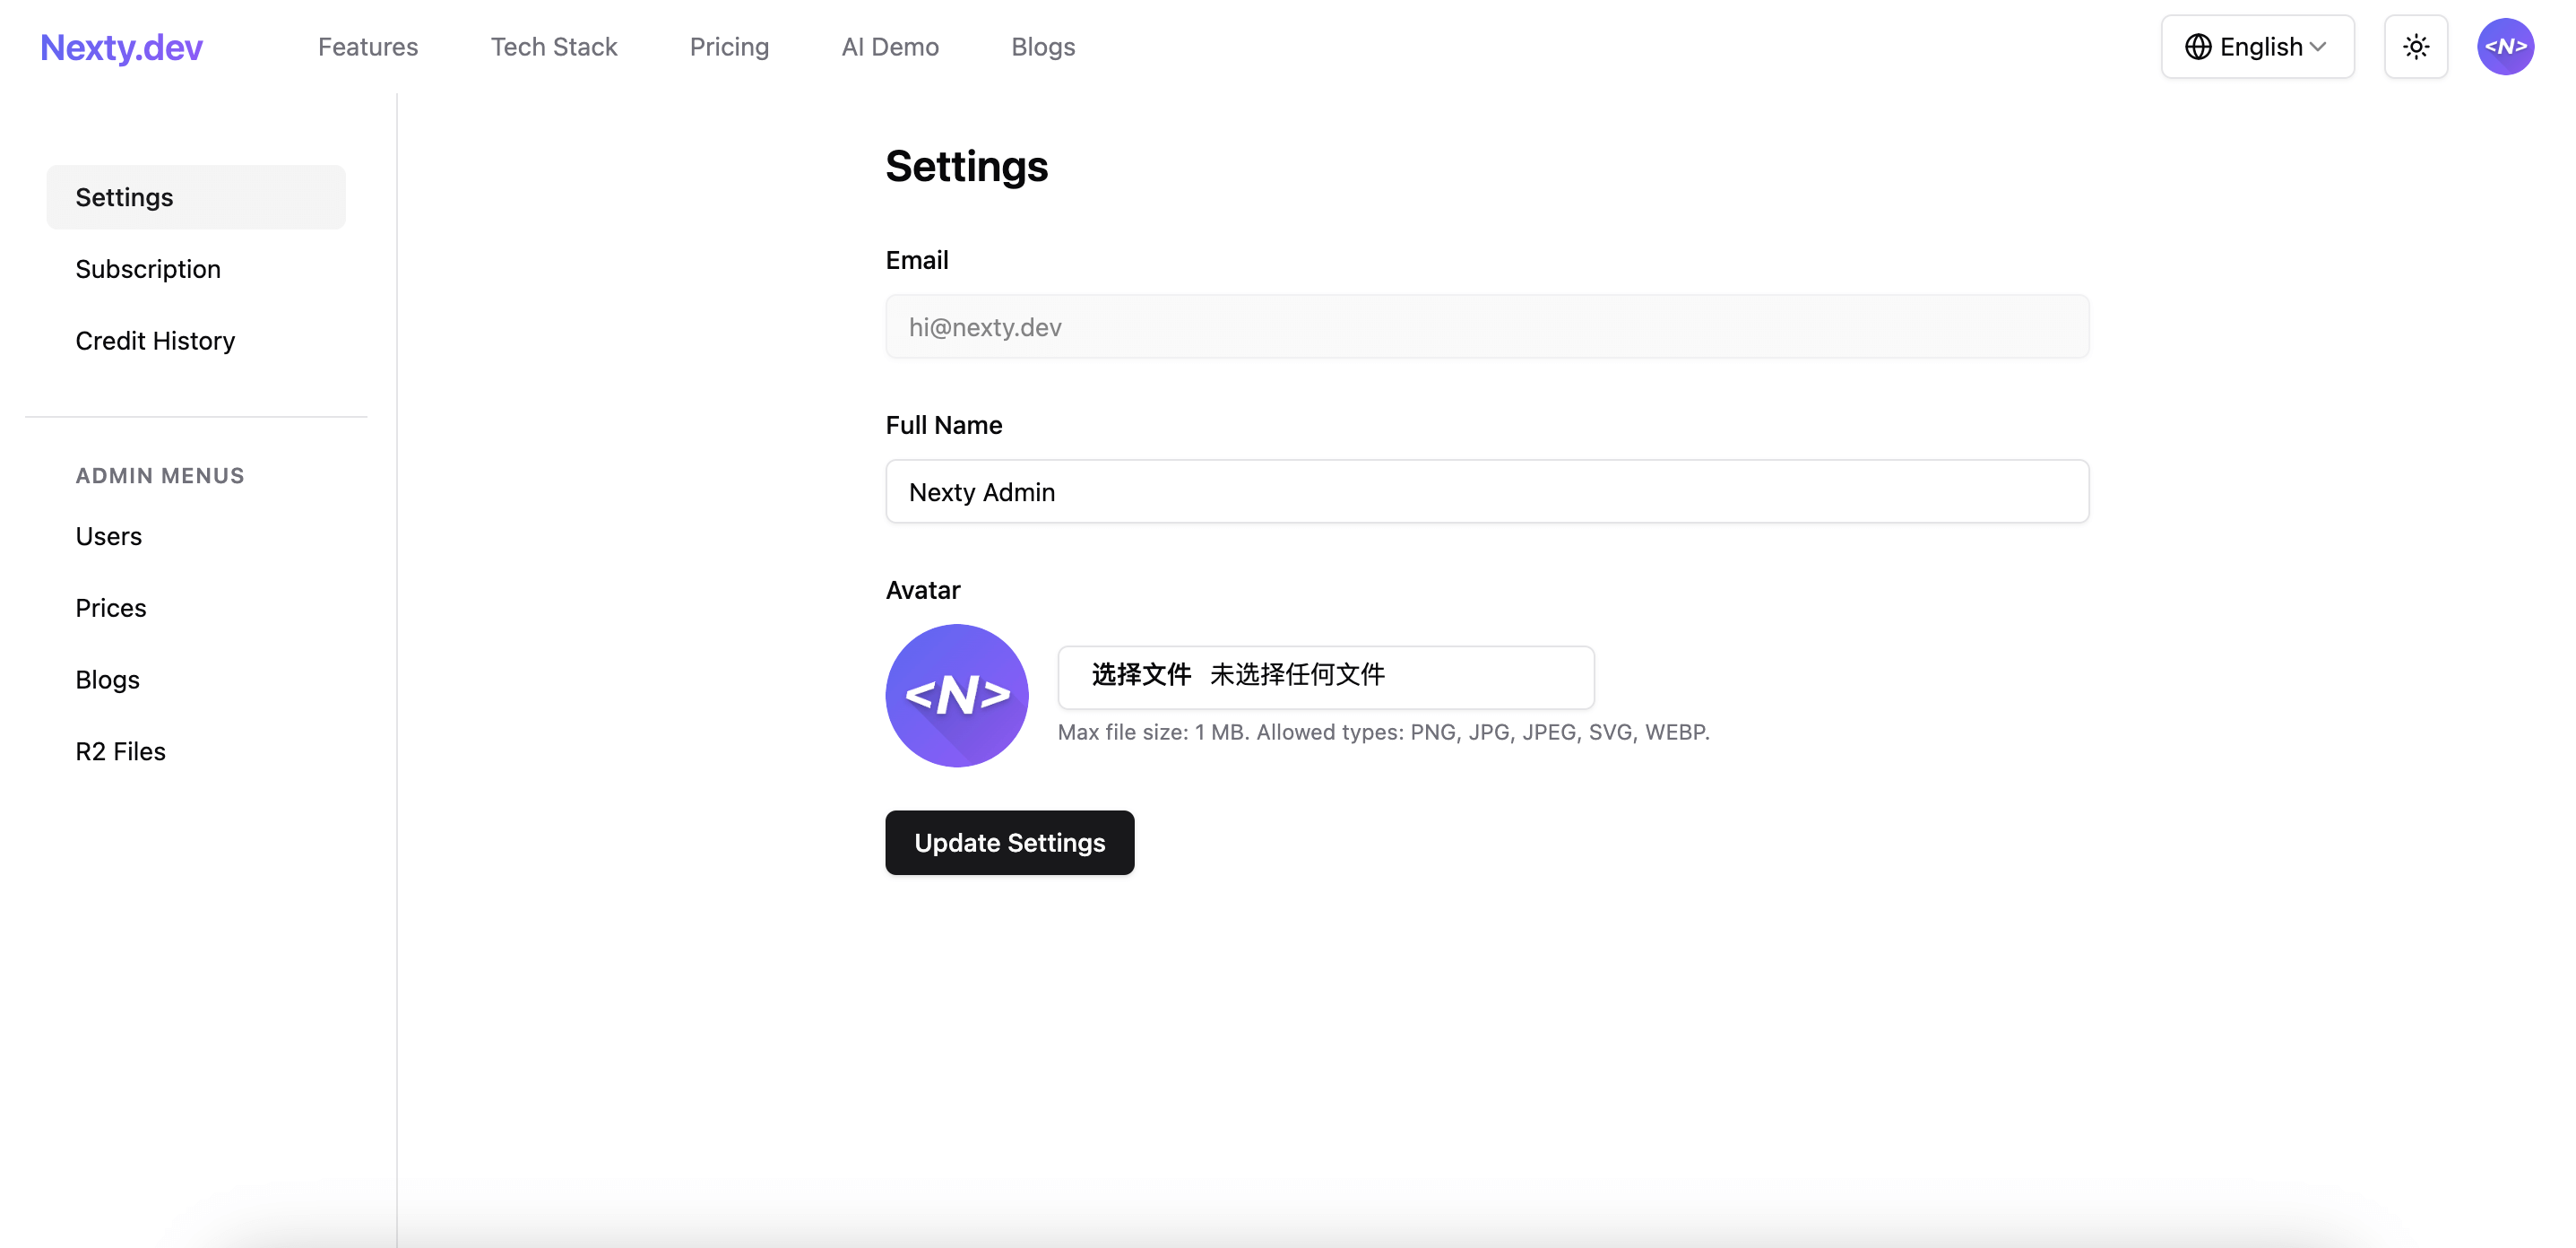 Nexty.dev
Features
Tech Stack
Pricing
AI Demo
Blogs
English
<N>
Settings
Subscription
Credit History
ADMIN MENUS
Users
Prices
Blogs
R2 Files
Settings
Email
hi@nexty.dev
Full Name
Nexty Admin
Avatar
<N>
选择文件 未选择任何文件
Max file size: 1 MB. Allowed types: PNG, JPG, JPEG, SVG, WEBP.
Update Settings